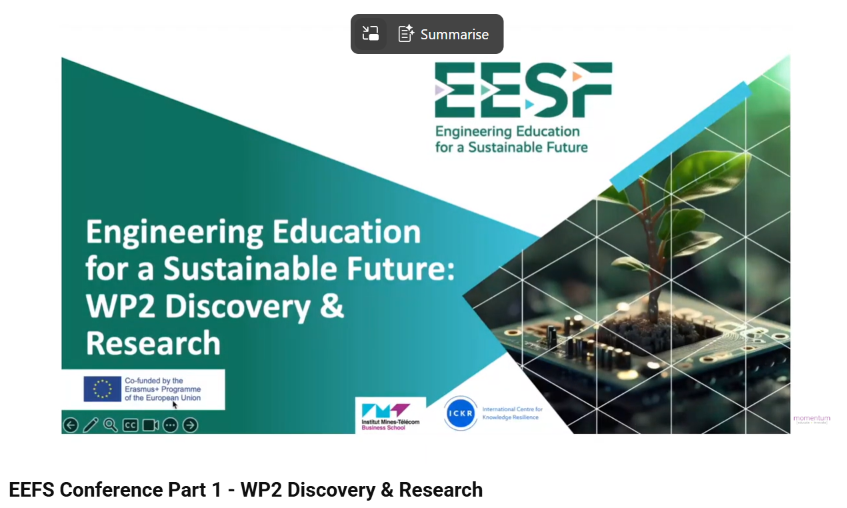 Summarise
EESF
Engineering Education
for a Sustainable Future
Engineering Education
for a Sustainable Future:
WP2 Discovery &
Research
Co-funded by the
Erasmus+ Programme
of the European Union
CC
Institut Mines-Télécom
Business School
ICKR
International Centre for
Knowledge Resilience
momentum
EEFS Conference Part 1 - WP2 Discovery & Research